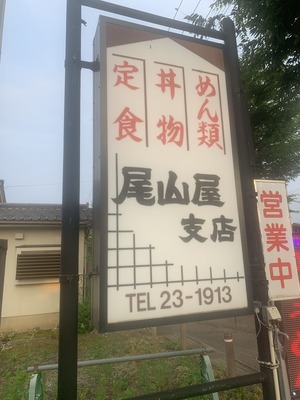 めん類
丼物
定食
尾山屋
支店
TEL 23-1913
営業中